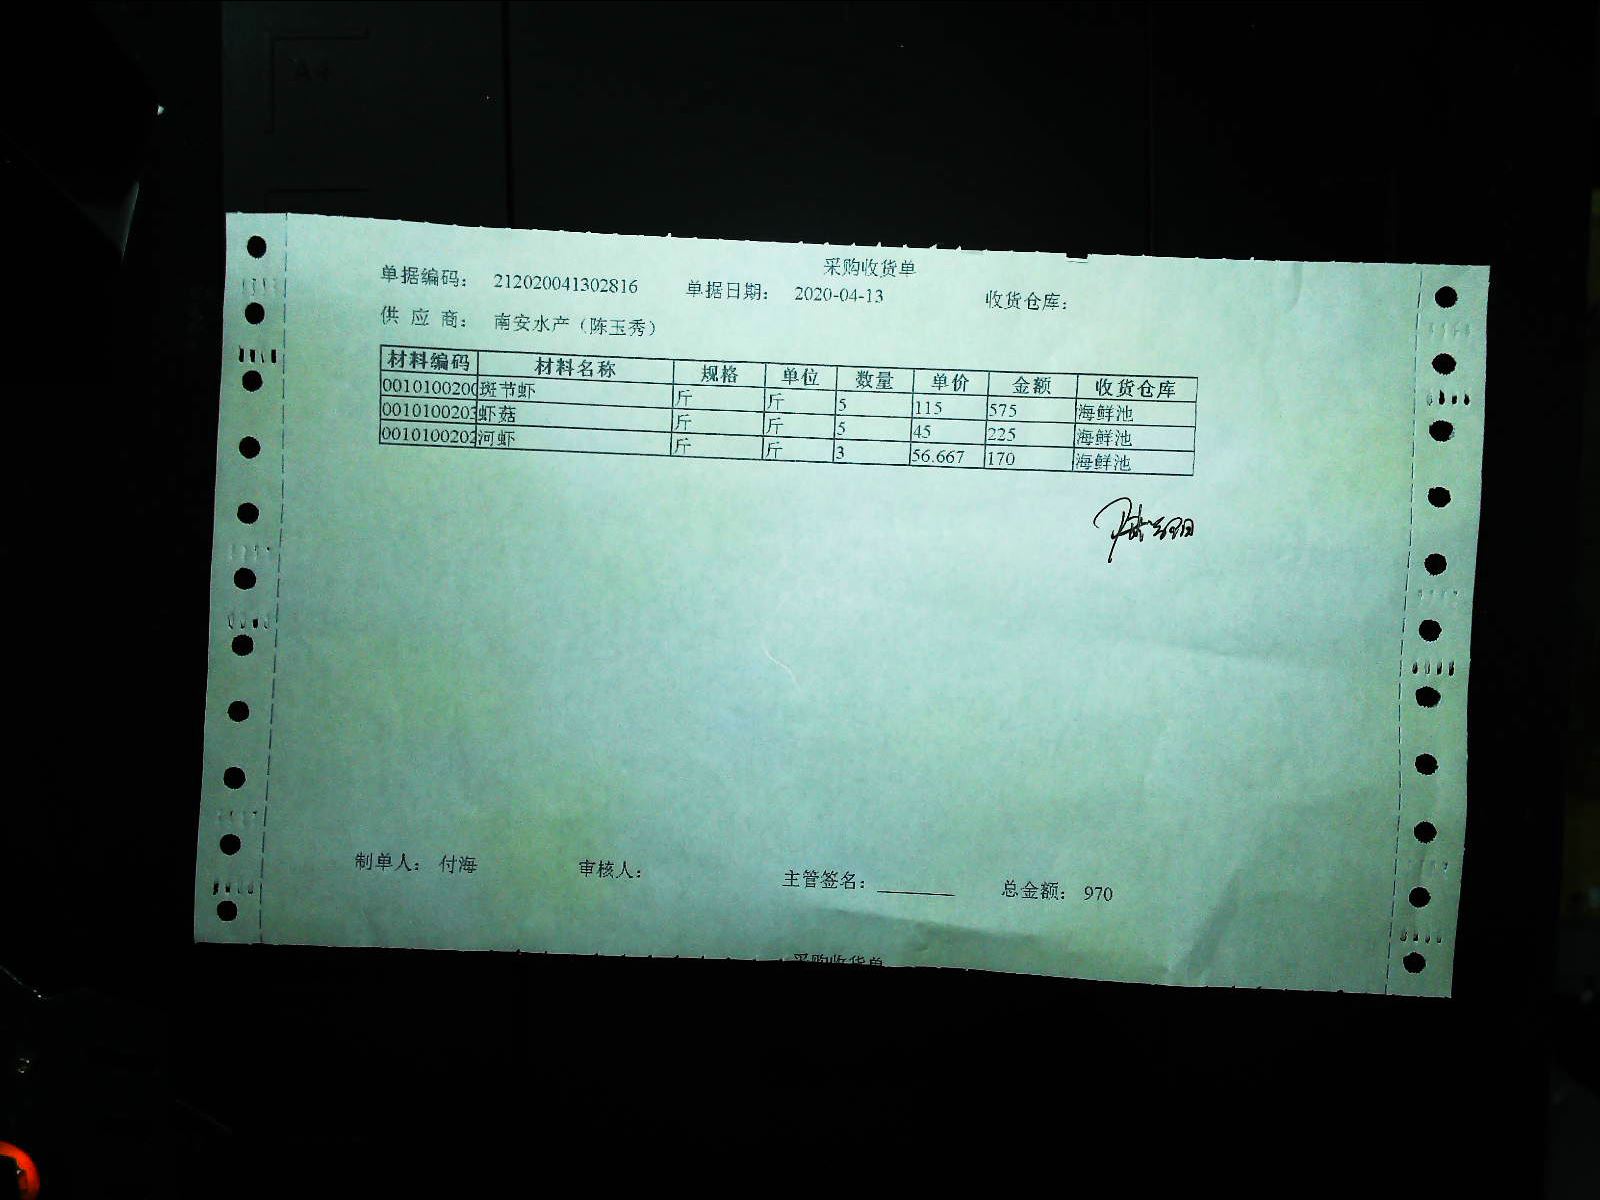 采购收货单
单据编码： 212020041302816 单据日期： 2020-04-13 收货仓库：
供 应 商： 南安水产（陈玉秀）
材料编码 材料名称 规格 单位 数量 单价 金额 收货仓库
0010100200 斑节虾 斤 斤 5 115 575 海鲜池
0010100203 虾菇 斤 斤 5 45 225 海鲜池
0010100202 河虾 斤 斤 3 56.667 170 海鲜池
制单人： 付海 审核人： 主管签名： 总金额： 970
采购收货单